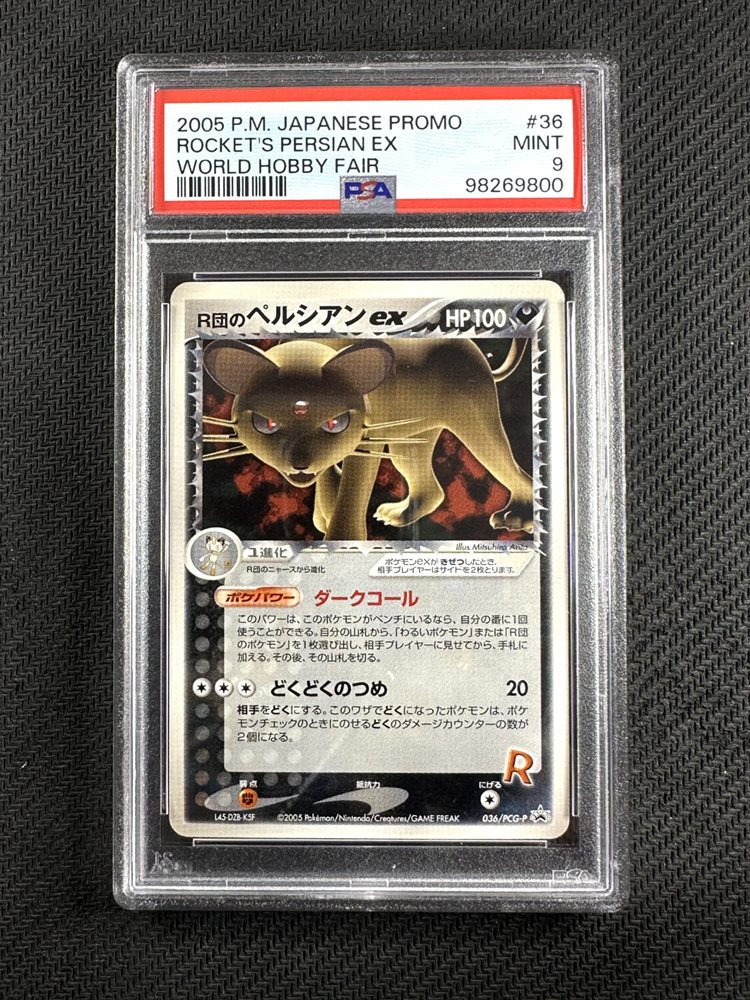 2005 P.M. JAPANESE PROMO #36
ROCKET'S PERSIAN EX MINT
WORLD HOBBY FAIR 9
PSA 98269800
R団のペルシアンex HP100
Illus. Mitsuhiro Arita
1進化
R団のニャースから進化
ポケモンexがきぜつしたとき、
相手プレイヤーはサイドを2枚とります。
ポケパワー ダークコール
このパワーは、このポケモンがベンチにいるなら、自分の番に1回
使うことができる。自分の山札から、「わるいポケモン」または「R団
のポケモン」を1枚選び出し、相手プレイヤーに見せてから、手札に
加える。その後、その山札を切る。
どくどくのつめ 20
相手をどくにする。このワザでどくになったポケモンは、ポケ
モンチェックのときにのせるどくのダメージカウンターの数が
2個になる。
R
弱点 抵抗力 にげる
L45-DZB-K5F ©2005 Pokémon/Nintendo/Creatures/GAME FREAK 036/PCG-P